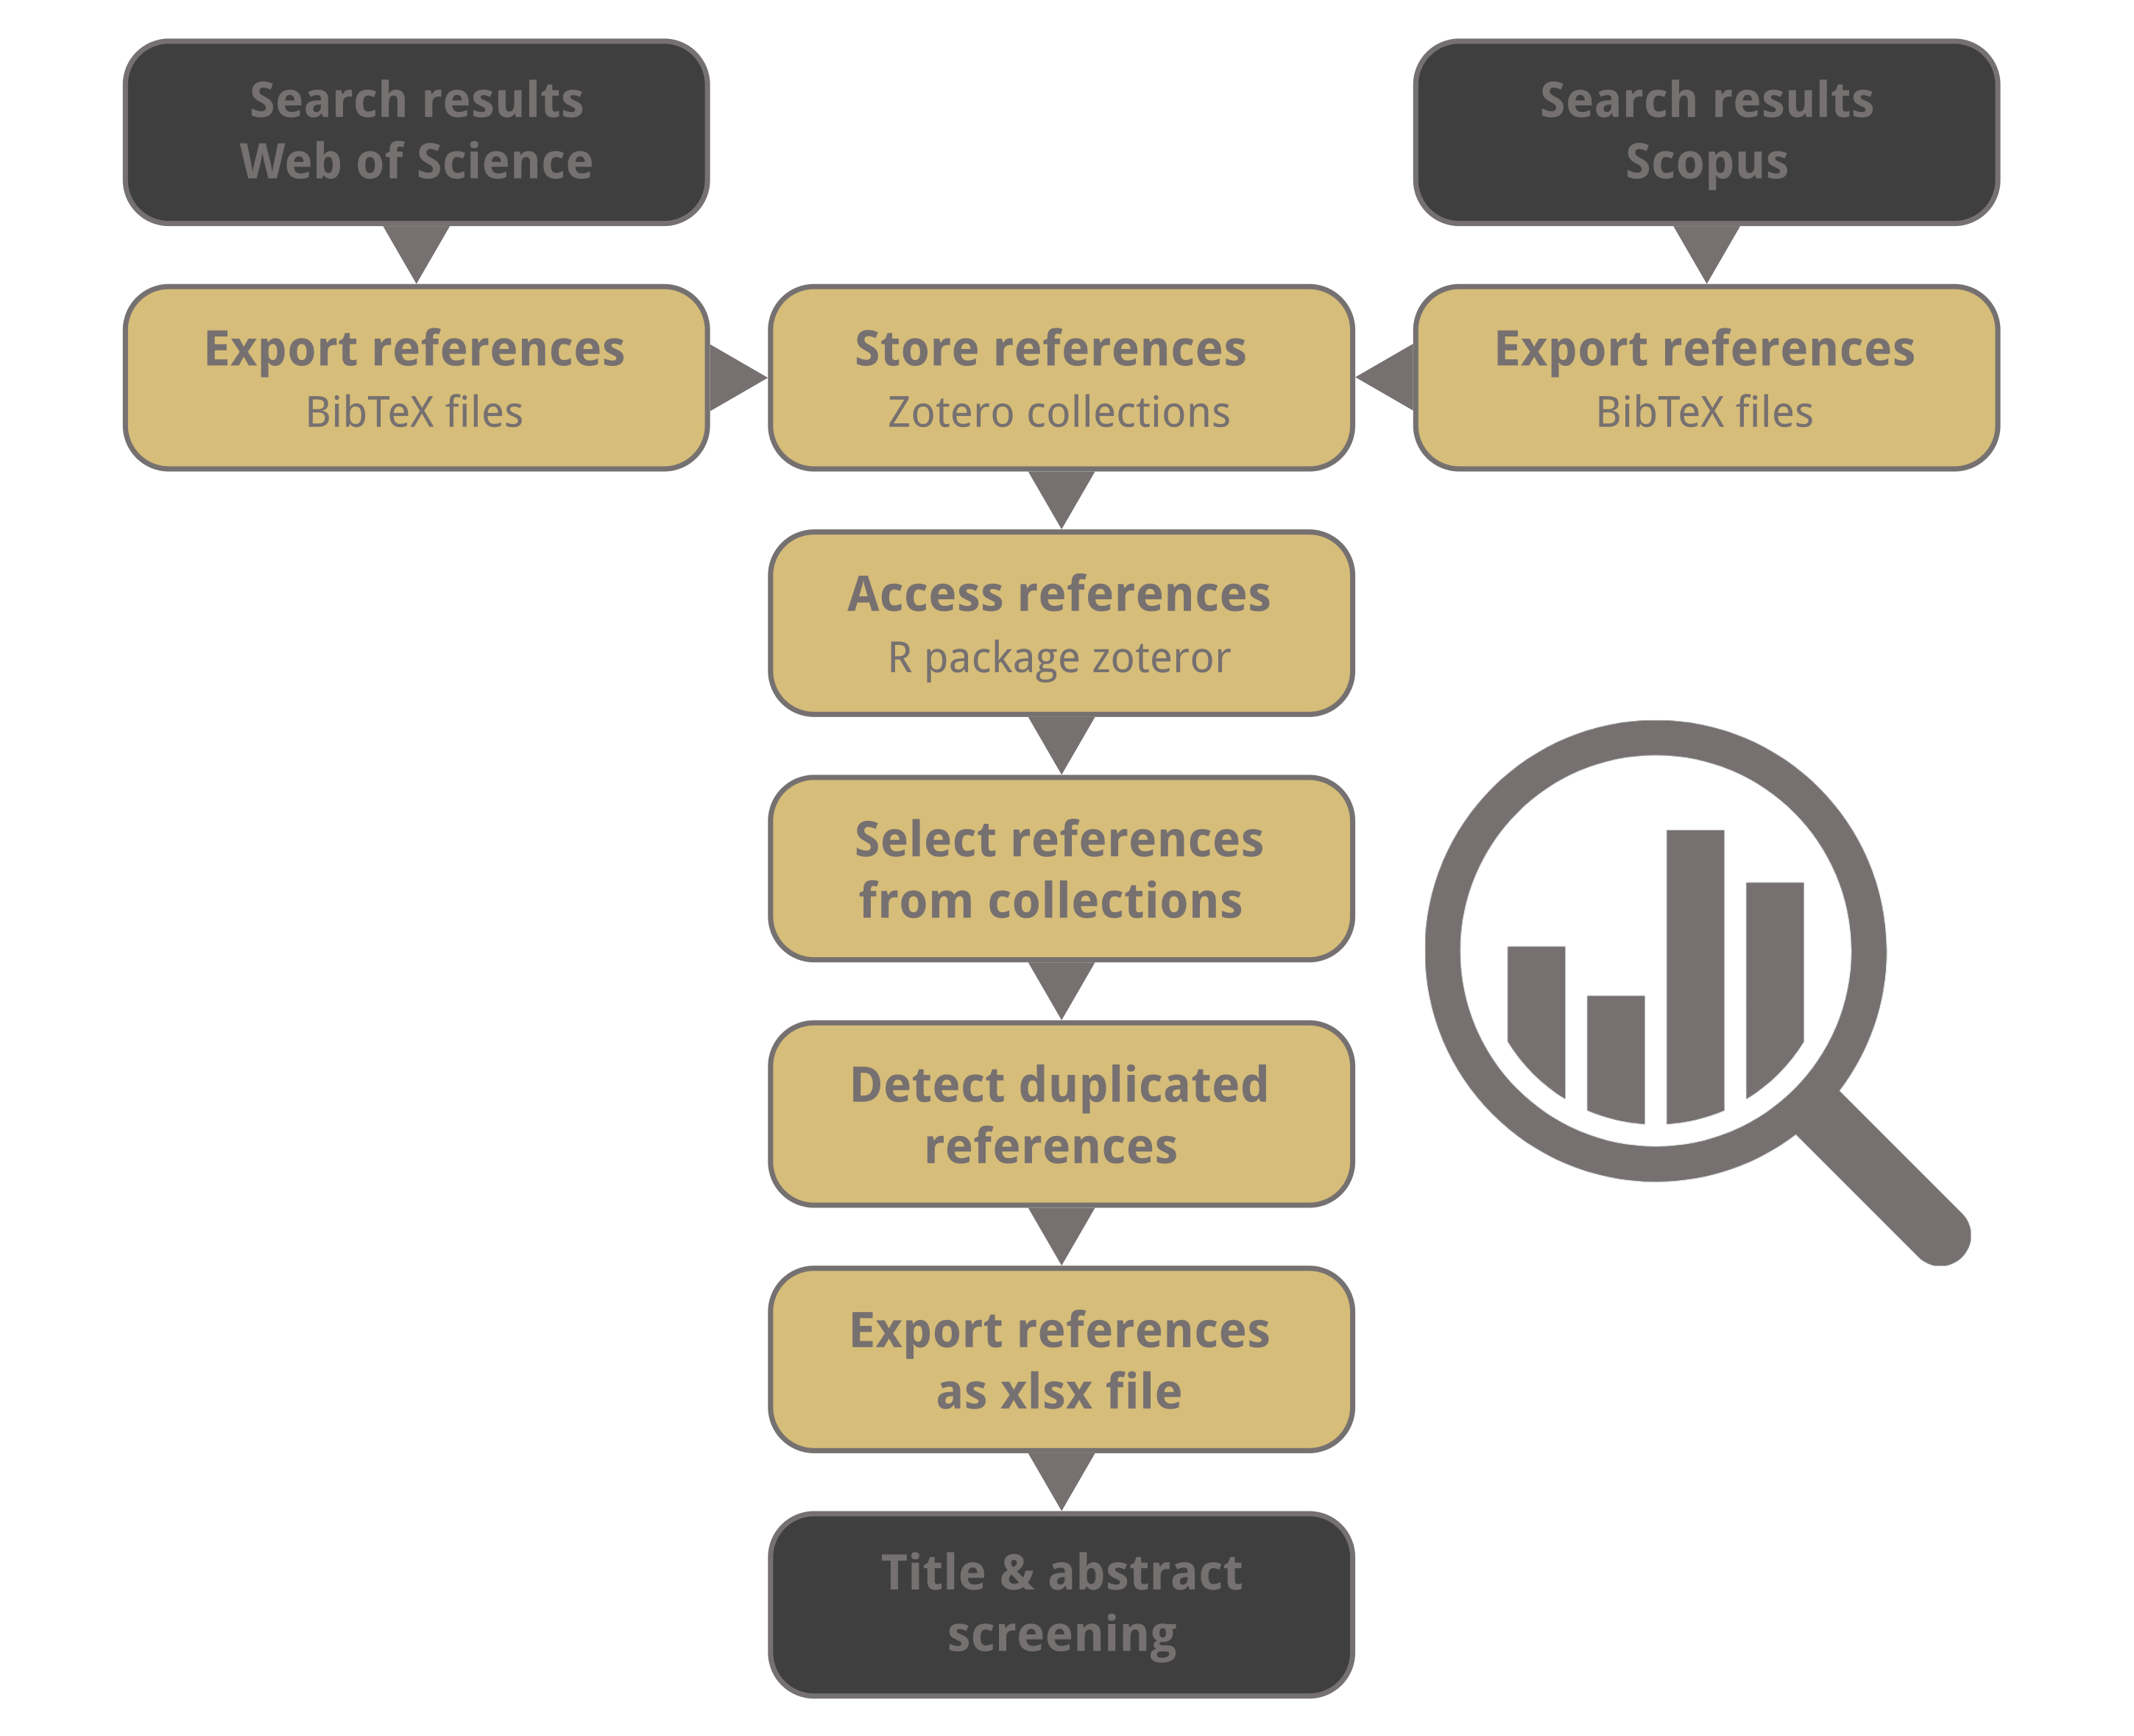 Search results
Web of Science
Search results
Scopus
Export references
BibTeX files
Store references
Zotero collections
Export references
BibTeX files
Access references
R package zoteror
Select references
from collections
Detect duplicated
references
Export references
as xlsx file
Title & abstract
screening